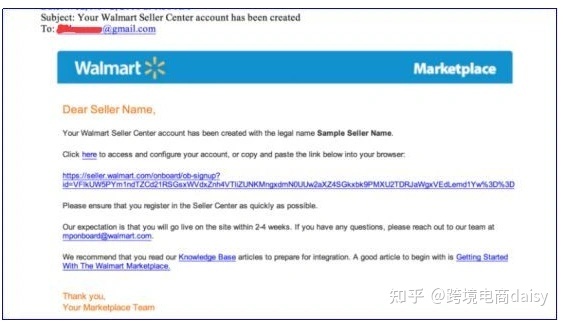 Subject: Your Walmart Seller Center account has been created
To: @gmail.com
Walmart
Marketplace
Dear Seller Name,
Your Walmart Seller Center account has been created with the legal name Sample Seller Name.
Click here to access and configure your account, or copy and paste the link below into your browser:
https://seller.walmart.com/onboard/ob-signup?
Please ensure that you register in the Seller Center as quickly as possible.
Our expectation is that you will go live on the site within 2-4 weeks. If you have any questions, please reach out to our team at
mponboard@walmart.com.
We recommend that you read our Knowledge Base articles to prepare for integration. A good article to begin with is Getting Started
With The Walmart Marketplace.
Thank you,
Your Marketplace Team
知乎 @跨境电商daisy